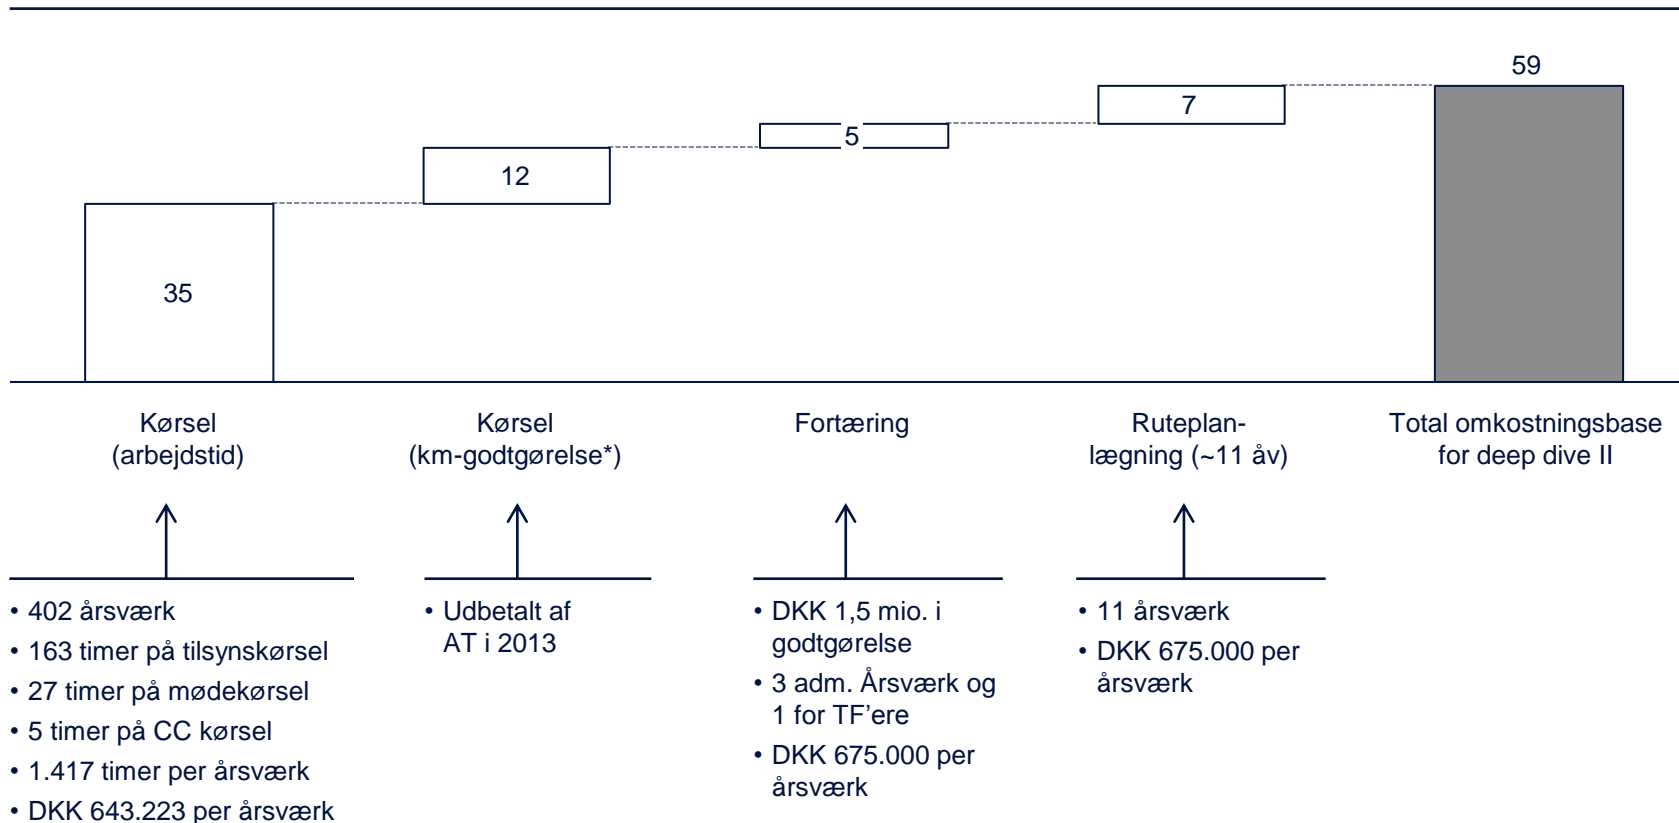 59
7
5
12
35
Kørsel
(arbejdstid)
Kørsel
(km-godtgørelse*)
Fortæring
Ruteplan-
lægning (~11 åv)
Total omkostningsbase
for deep dive II
• 402 årsværk
• 163 timer på tilsynskørsel
• 27 timer på mødekørsel
• 5 timer på CC kørsel
• 1.417 timer per årsværk
• DKK 643.223 per årsværk
• Udbetalt af
AT i 2013
• DKK 1,5 mio. i
godtgørelse
• 3 adm. Årsværk og
1 for TF’ere
• DKK 675.000 per
årsværk
• 11 årsværk
• DKK 675.000 per
årsværk